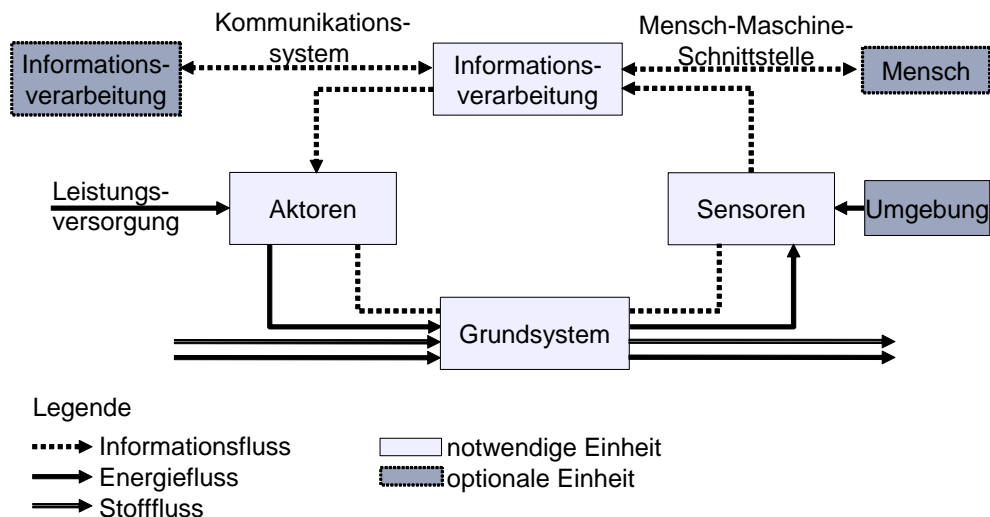 Kommunikations-
system
Mensch-Maschine-
Schnittstelle
Informations-
verarbeitung
Informations-
verarbeitung
Mensch
Leistungs-
versorgung
Aktoren
Sensoren
Umgebung
Grundsystem
Legende
Informationsfluss
Energiefluss
Stofffluss
notwendige Einheit
optionale Einheit